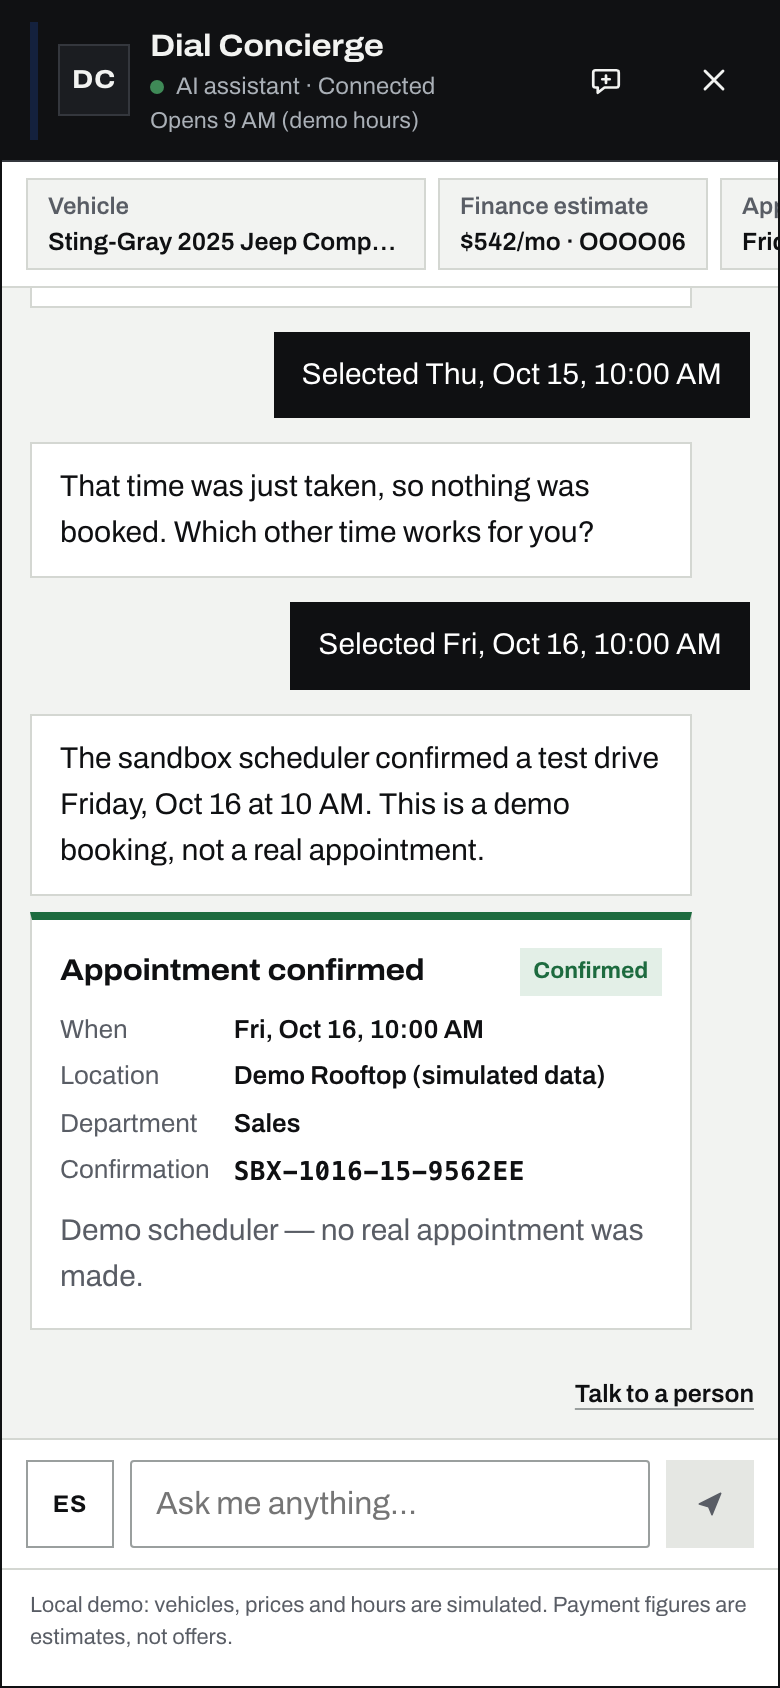 DC
Dial Concierge
AI assistant · Connected
Opens 9 AM (demo hours)
Vehicle
Sting-Gray 2025 Jeep Comp...
Finance estimate
$542/mo · OOOO06
Selected Thu, Oct 15, 10:00 AM
That time was just taken, so nothing was
booked. Which other time works for you?
Selected Fri, Oct 16, 10:00 AM
The sandbox scheduler confirmed a test drive
Friday, Oct 16 at 10 AM. This is a demo
booking, not a real appointment.
Appointment confirmed
Confirmed
When Fri, Oct 16, 10:00 AM
Location Demo Rooftop (simulated data)
Department Sales
Confirmation SBX-1016-15-9562EE
Demo scheduler — no real appointment was
made.
Talk to a person
ES
Ask me anything...
Local demo: vehicles, prices and hours are simulated. Payment figures are
estimates, not offers.